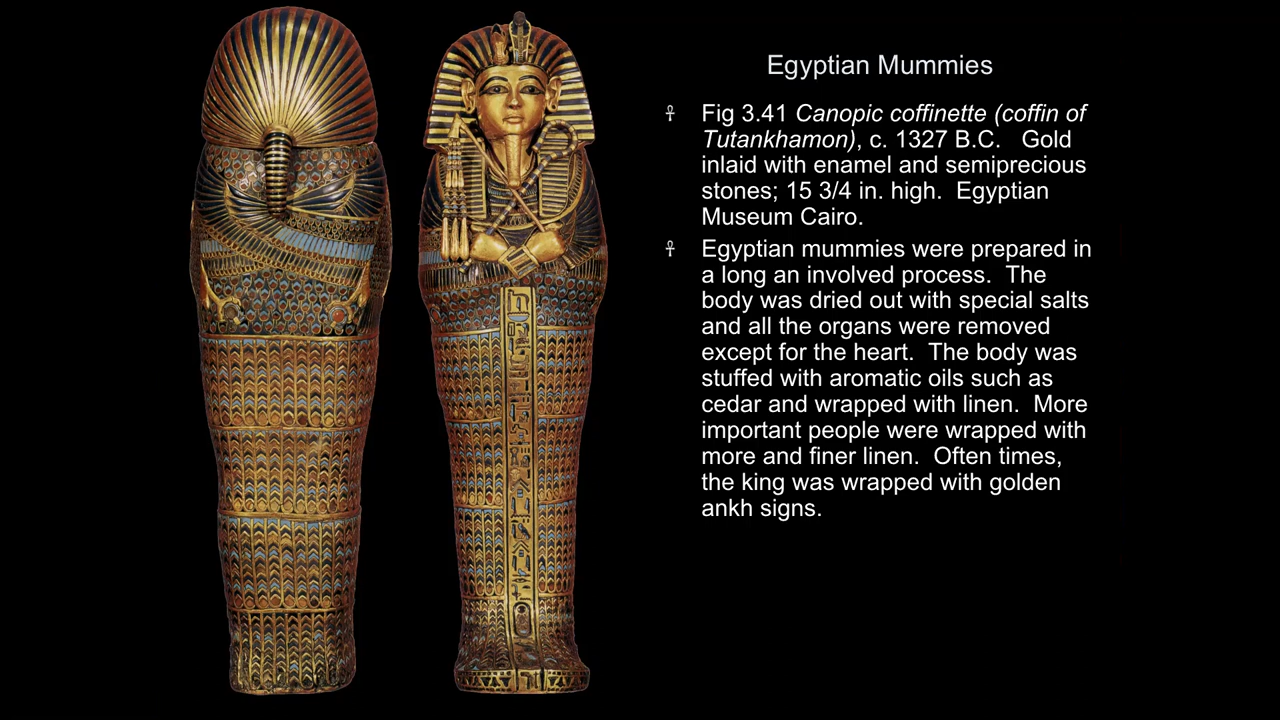 Egyptian Mummies
☥ Fig 3.41 Canopic coffinette (coffin of
Tutankhamon), c. 1327 B.C. Gold
inlaid with enamel and semiprecious
stones; 15 3/4 in. high. Egyptian
Museum Cairo.
☥ Egyptian mummies were prepared in
a long an involved process. The
body was dried out with special salts
and all the organs were removed
except for the heart. The body was
stuffed with aromatic oils such as
cedar and wrapped with linen. More
important people were wrapped with
more and finer linen. Often times,
the king was wrapped with golden
ankh signs.